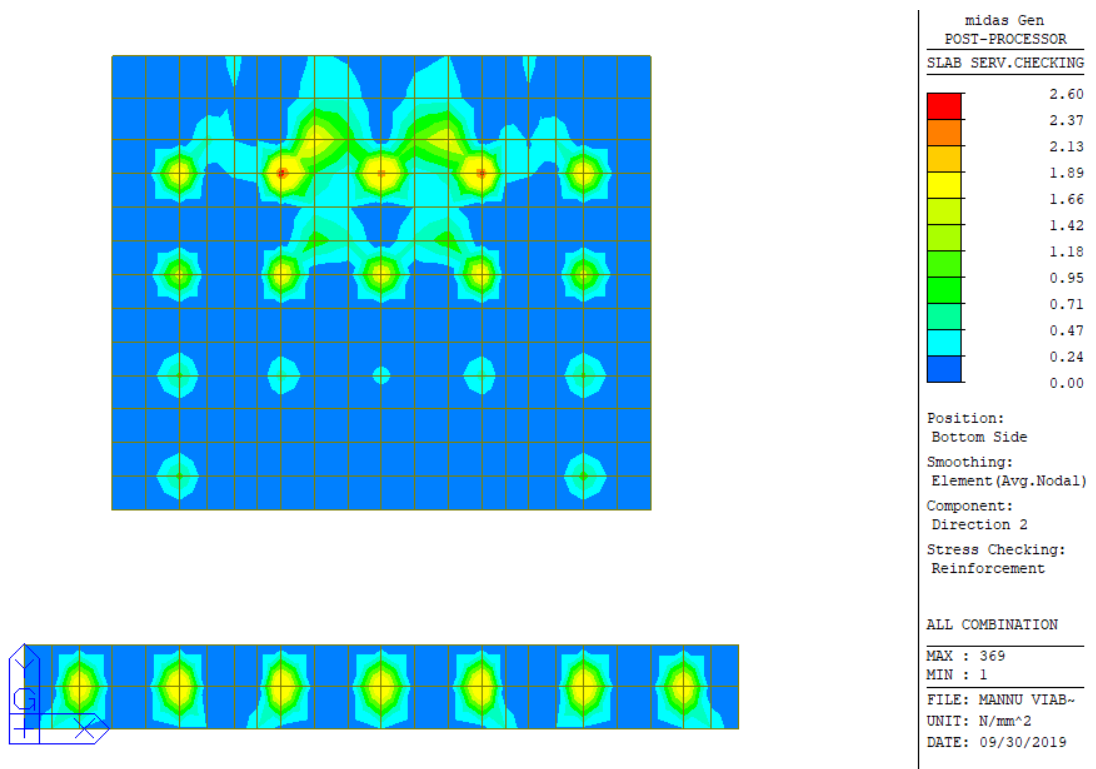 midas Gen
POST-PROCESSOR
SLAB SERV.CHECKING
2.60
2.37
2.13
1.89
1.66
1.42
1.18
0.95
0.71
0.47
0.24
0.00
Position:
Bottom Side
Smoothing:
Element(Avg.Nodal)
Component:
Direction 2
Stress Checking:
Reinforcement
ALL COMBINATION
MAX : 369
MIN : 1
FILE: MANNU VIAB~
UNIT: N/mm^2
DATE: 09/30/2019
Y
G
X